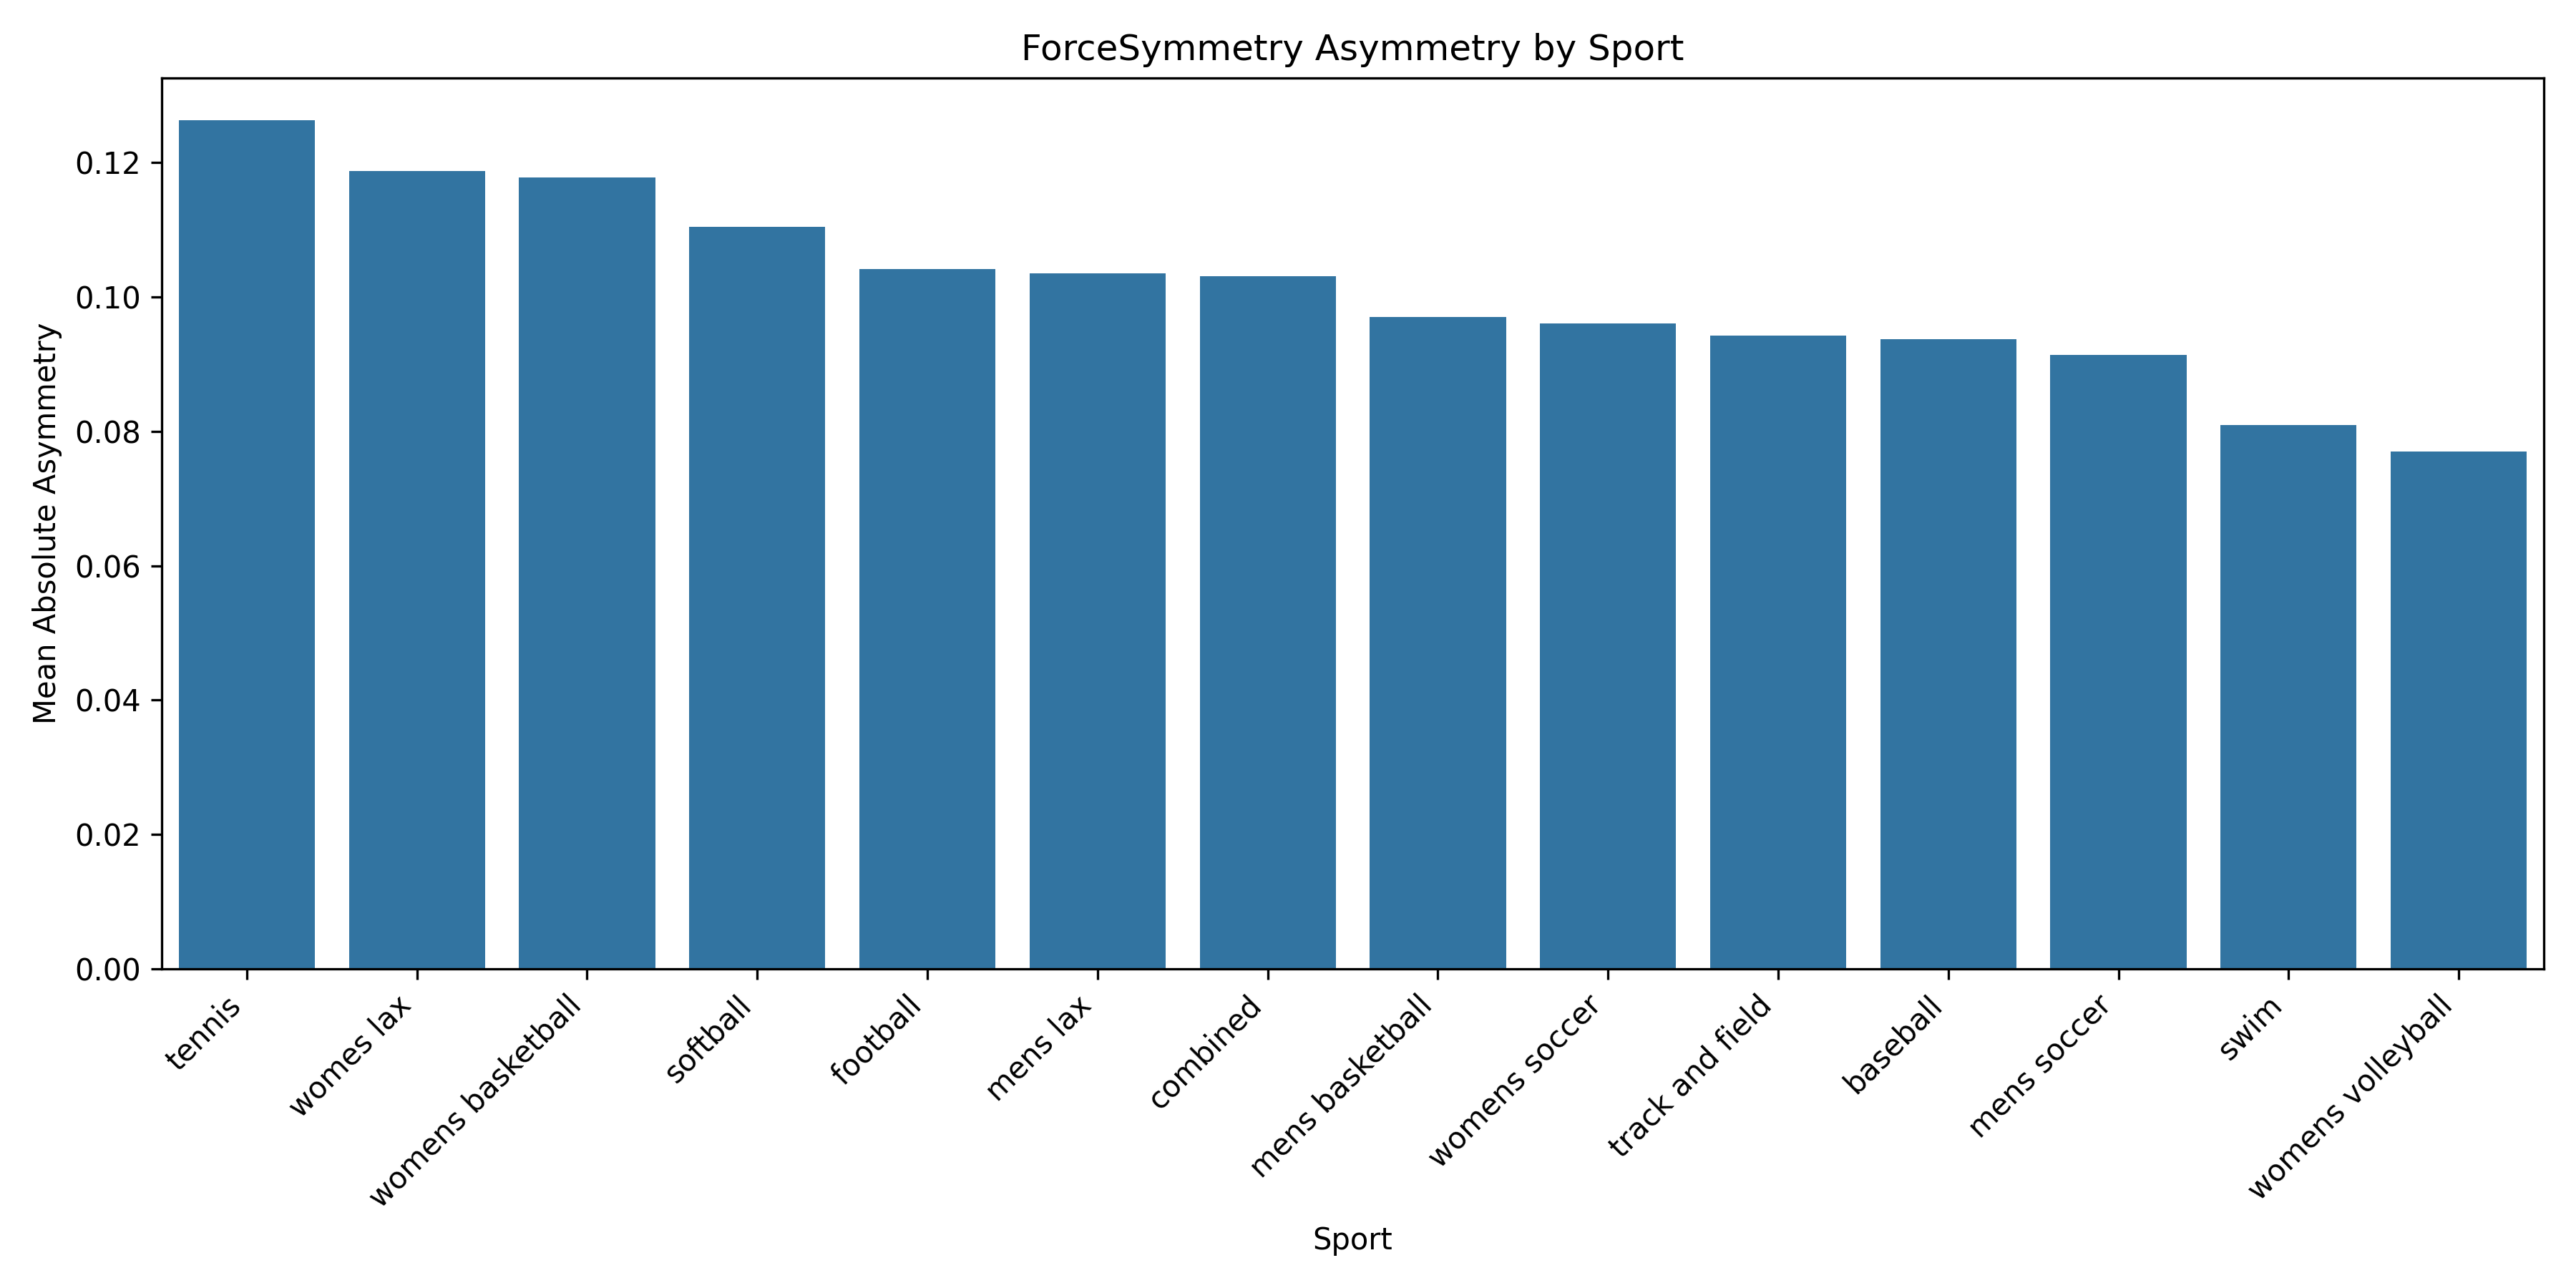 ForceSymmetry Asymmetry by Sport
Mean Absolute Asymmetry
0.12
0.10
0.08
0.06
0.04
0.02
0.00
tennis
womes lax
womens basketball
softball
football
mens lax
combined
mens basketball
womens soccer
track and field
baseball
mens soccer
swim
womens volleyball
Sport